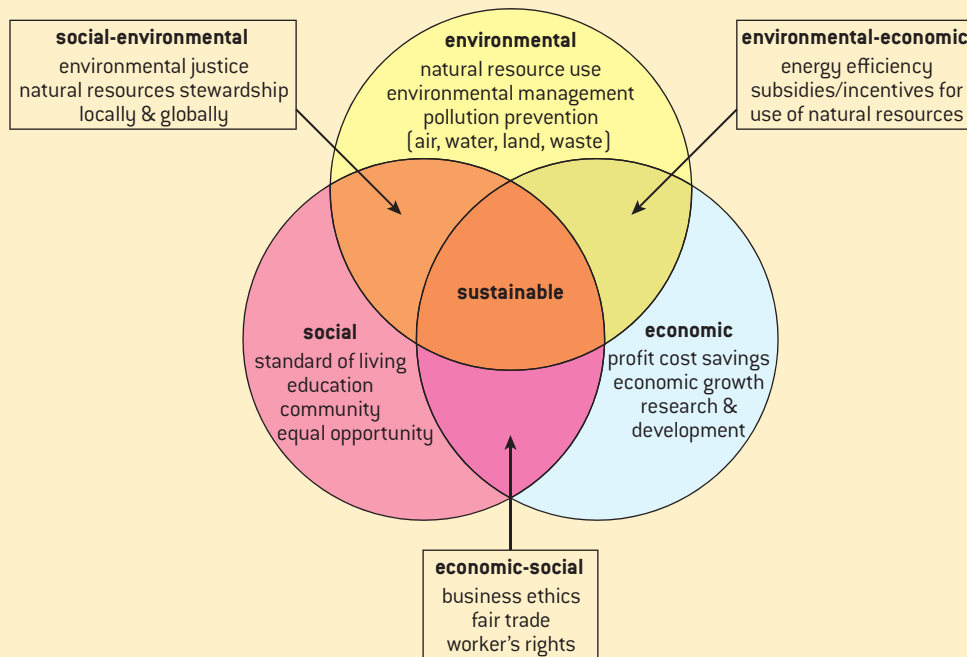 social-environmental
environmental justice
natural resources stewardship
locally & globally
environmental
natural resource use
environmental management
pollution prevention
(air, water, land, waste)
environmental-economic
energy efficiency
subsidies/incentives for
use of natural resources
sustainable
social
standard of living
education
community
equal opportunity
economic
profit cost savings
economic growth
research &
development
economic-social
business ethics
fair trade
worker's rights